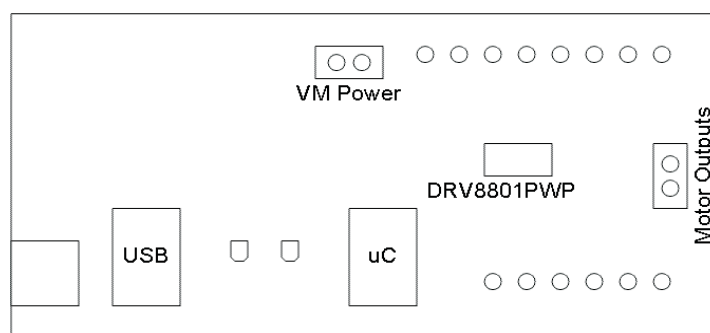 VM Power
Motor Outputs
DRV8801PWP
USB
uC